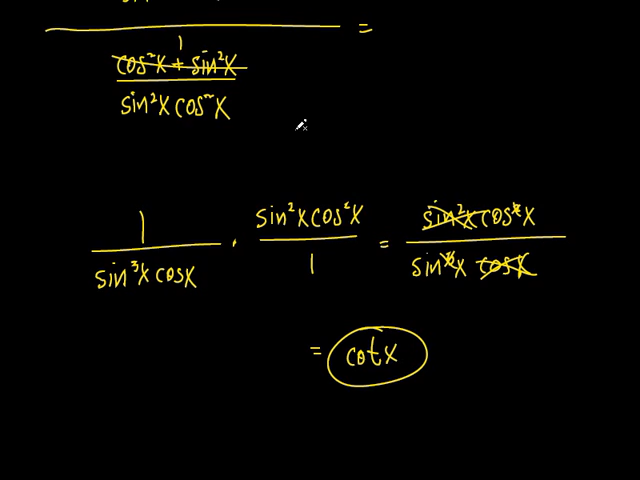 =
1
cos²x + sin²x
sin²x cos²x
1 / sin³x cosx · sin²x cos²x / 1 = sin²x cos²x / sin³x cosx
= cotx